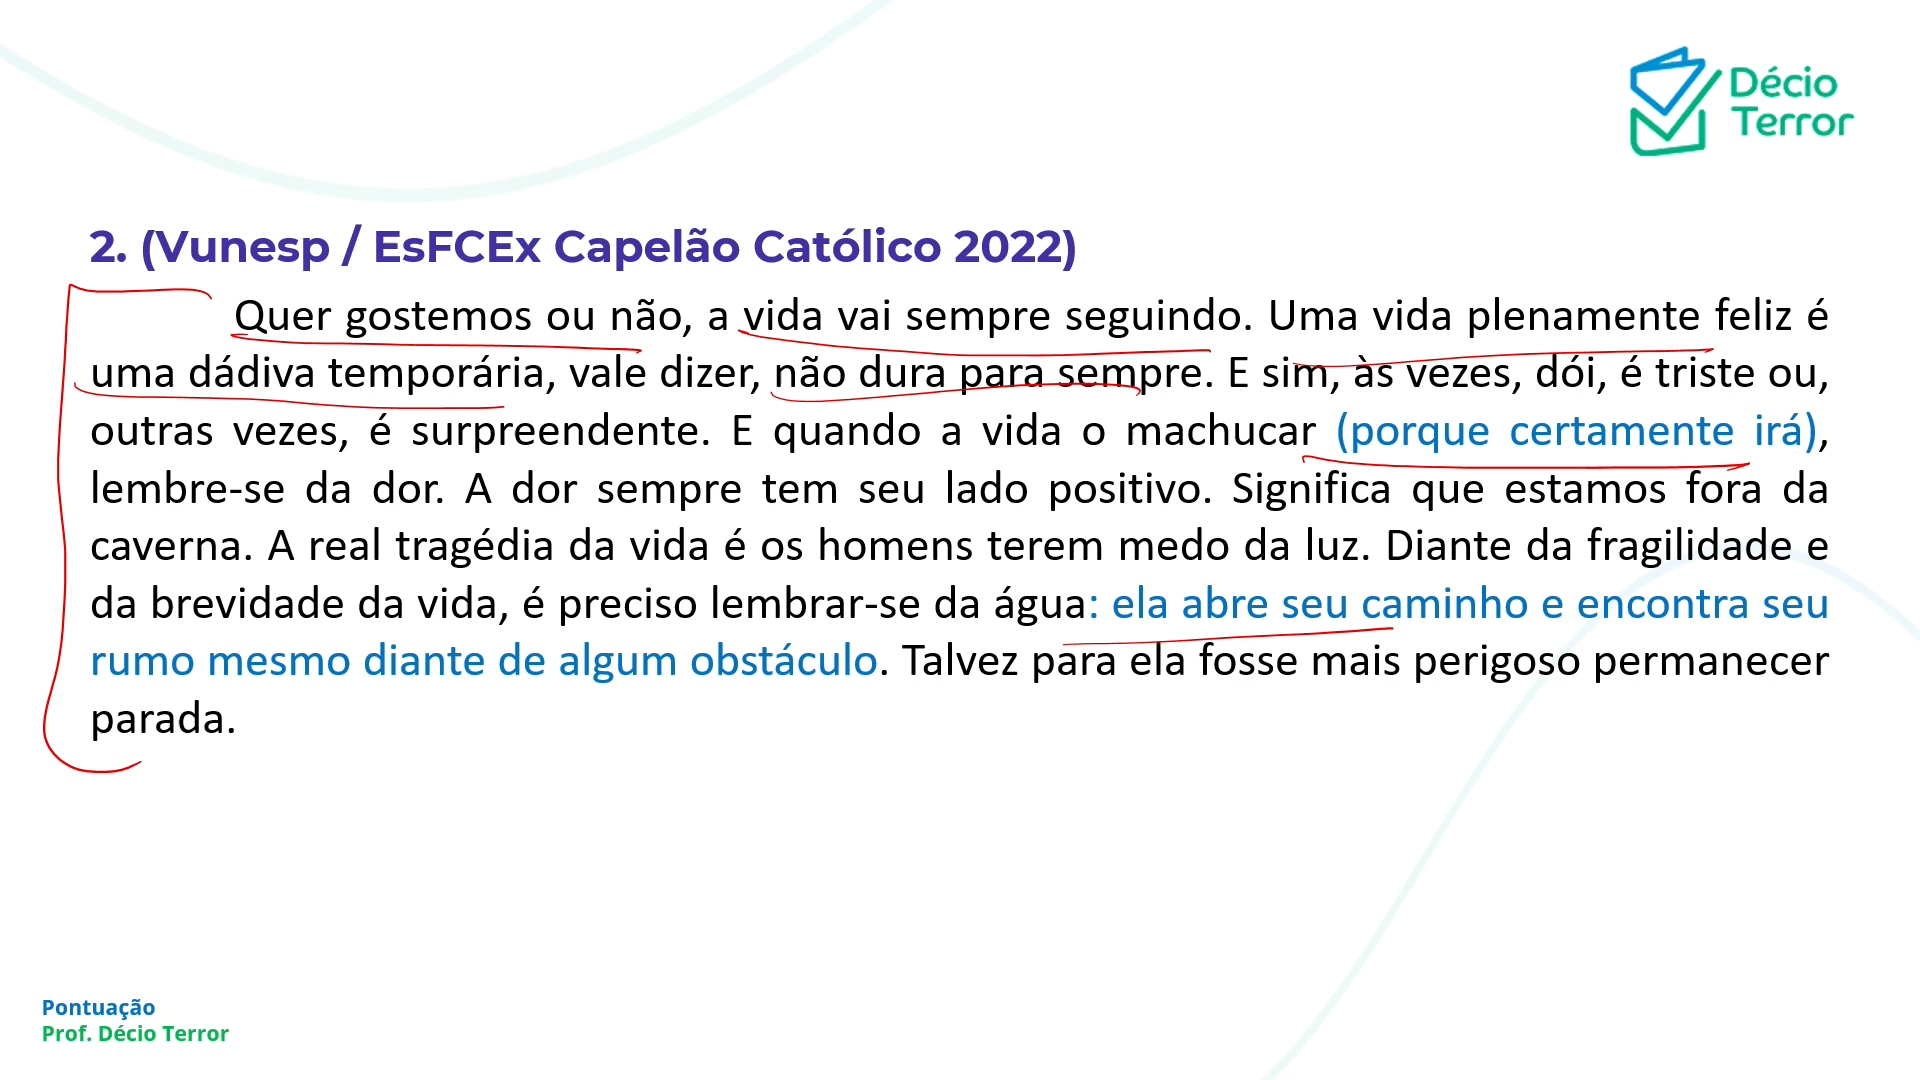 Décio
Terror
2. (Vunesp / EsFCEx Capelão Católico 2022)
Quer gostemos ou não, a vida vai sempre seguindo. Uma vida plenamente feliz é
uma dádiva temporária, vale dizer, não dura para sempre. E sim, às vezes, dói, é triste ou,
outras vezes, é surpreendente. E quando a vida o machucar (porque certamente irá),
lembre-se da dor. A dor sempre tem seu lado positivo. Significa que estamos fora da
caverna. A real tragédia da vida é os homens terem medo da luz. Diante da fragilidade e
da brevidade da vida, é preciso lembrar-se da água: ela abre seu caminho e encontra seu
rumo mesmo diante de algum obstáculo. Talvez para ela fosse mais perigoso permanecer
parada.
Pontuação
Prof. Décio Terror